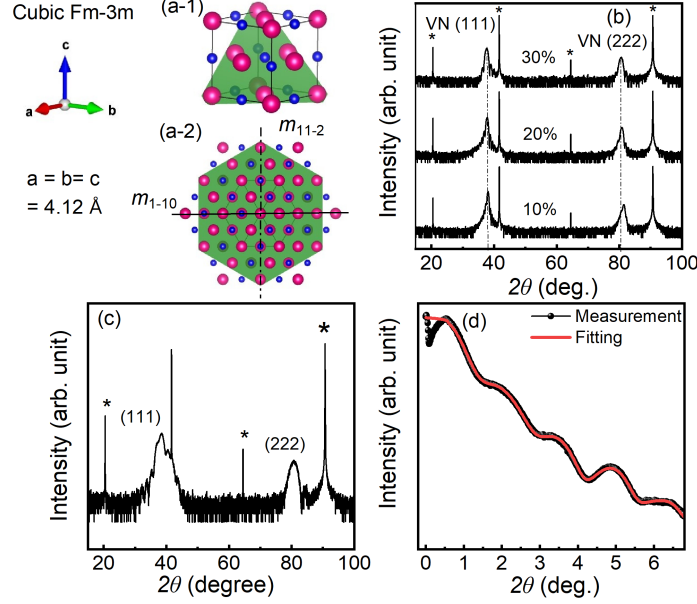 Cubic Fm-3m
(a-1)
c
a
b
a = b= c
= 4.12 Å
(a-2)
m11-2
m1-10
(b)
VN (111)
*
*
*
*
VN (222)
30%
20%
10%
Intensity (arb. unit)
20 40 60 80 100
2θ (deg.)
(c)
*
(111)
*
(222)
*
Intensity (arb. unit)
20 40 60 80 100
2θ (degree)
(d)
Measurement
Fitting
Intensity (arb. unit)
0 1 2 3 4 5 6
2θ (deg.)